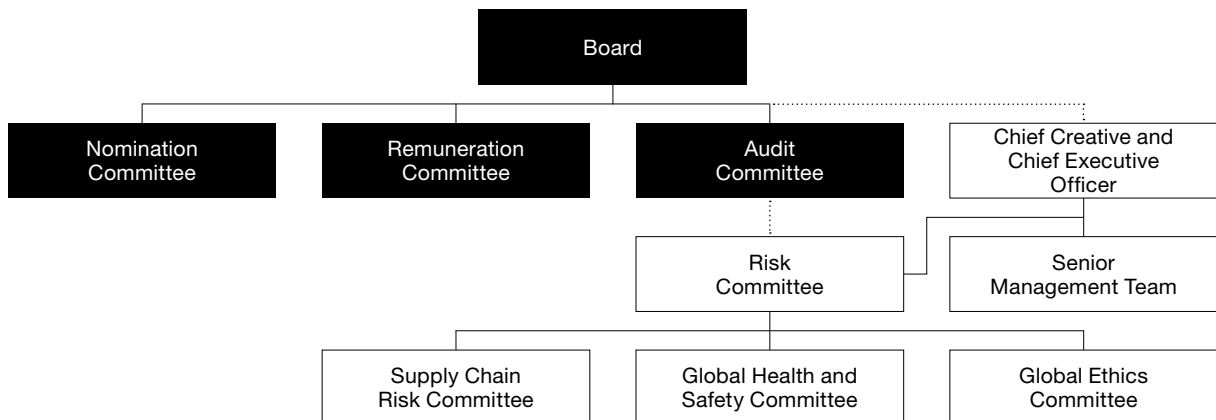 Board
Nomination
Committee
Remuneration
Committee
Audit
Committee
Chief Creative and
Chief Executive
Officer
Risk
Committee
Senior
Management Team
Supply Chain
Risk Committee
Global Health and
Safety Committee
Global Ethics
Committee